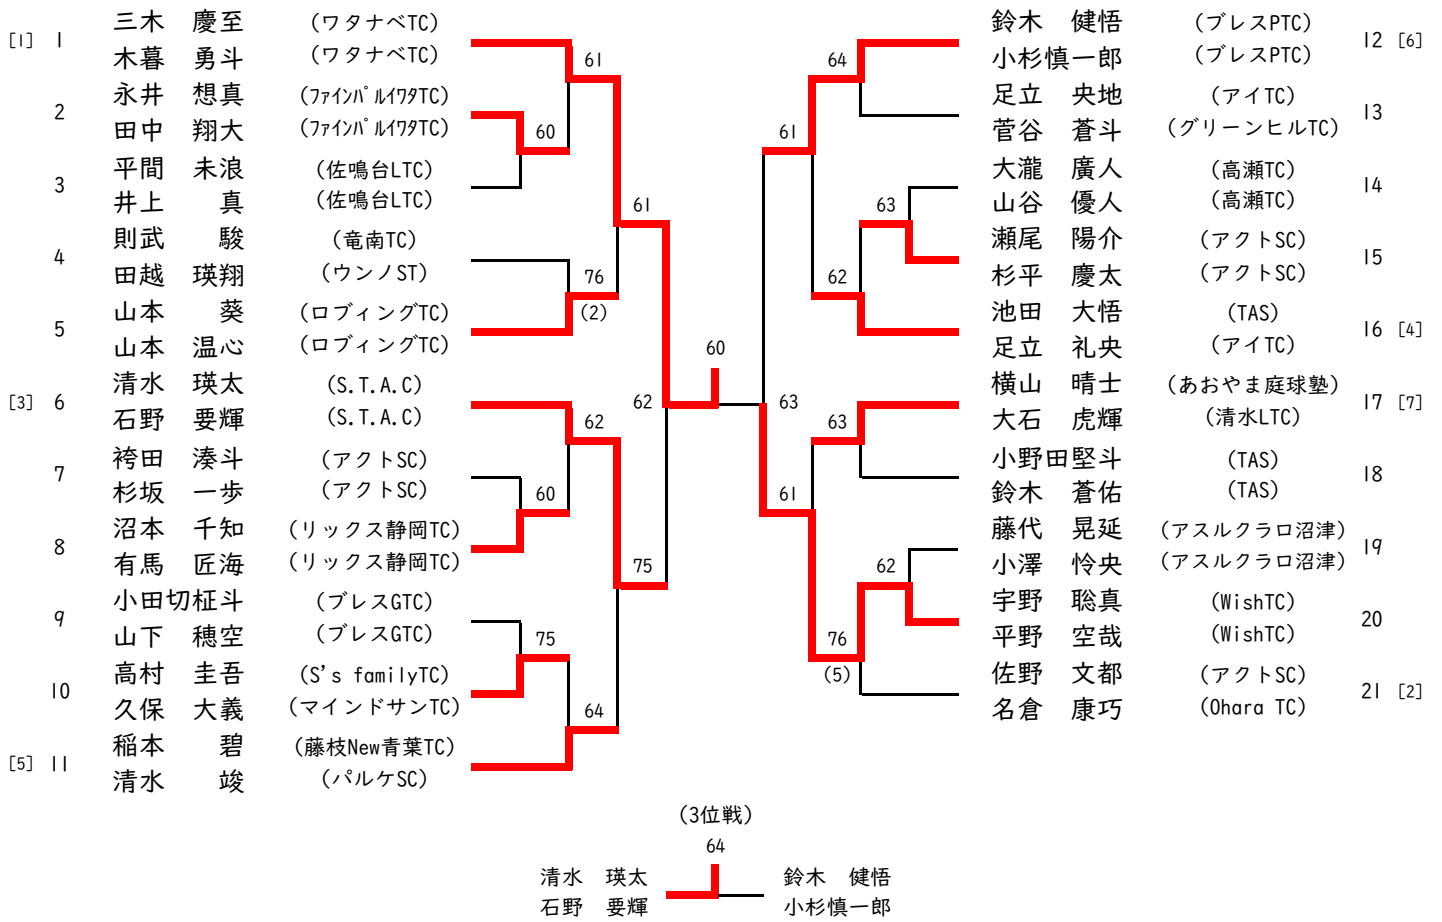 [1] 1 三木　慶至 (ワタナベTC)
木暮　勇斗 (ワタナベTC)
2 永井　想真 (ファインパルイワタTC)
田中　翔大 (ファインパルイワタTC)
3 平間　未浪 (佐鳴台LTC)
井上　　真 (佐鳴台LTC)
4 則武　　駿 (竜南TC)
田越　瑛翔 (ウンノST)
5 山本　　葵 (ロブィングTC)
山本　温心 (ロブィングTC)
[3] 6 清水　瑛太 (S.T.A.C)
石野　要輝 (S.T.A.C)
7 袴田　湊斗 (アクトSC)
杉坂　一歩 (アクトSC)
8 沼本　千知 (リックス静岡TC)
有馬　匠海 (リックス静岡TC)
9 小田切柾斗 (ブレスGTC)
山下　穂空 (ブレスGTC)
10 高村　圭吾 (S's familyTC)
久保　大義 (マインドサンTC)
[5] 11 稲本　　碧 (藤枝New青葉TC)
清水　　竣 (パルケSC)
61
60
61
76
(2)
62
62
60
75
75
64
60
64
61
63
62
63
63
61
62
76
(5)
鈴木　健悟 (ブレスPTC) 12 [6]
小杉慎一郎 (ブレスPTC)
足立　央地 (アイTC) 13
菅谷　蒼斗 (グリーンヒルTC)
大瀧　廣人 (高瀬TC) 14
山谷　優人 (高瀬TC)
瀬尾　陽介 (アクトSC) 15
杉平　慶太 (アクトSC)
池田　大悟 (TAS) 16 [4]
足立　礼央 (アイTC)
横山　晴士 (あおやま庭球塾) 17 [7]
大石　虎輝 (清水LTC)
小野田堅斗 (TAS) 18
鈴木　蒼佑 (TAS)
藤代　晃延 (アスルクラロ沼津) 19
小澤　怜央 (アスルクラロ沼津)
宇野　聡真 (WishTC) 20
平野　空哉 (WishTC)
佐野　文都 (アクトSC) 21 [2]
名倉　康巧 (Ohara TC)
(3位戦)
64
清水　瑛太 鈴木　健悟
石野　要輝 小杉慎一郎